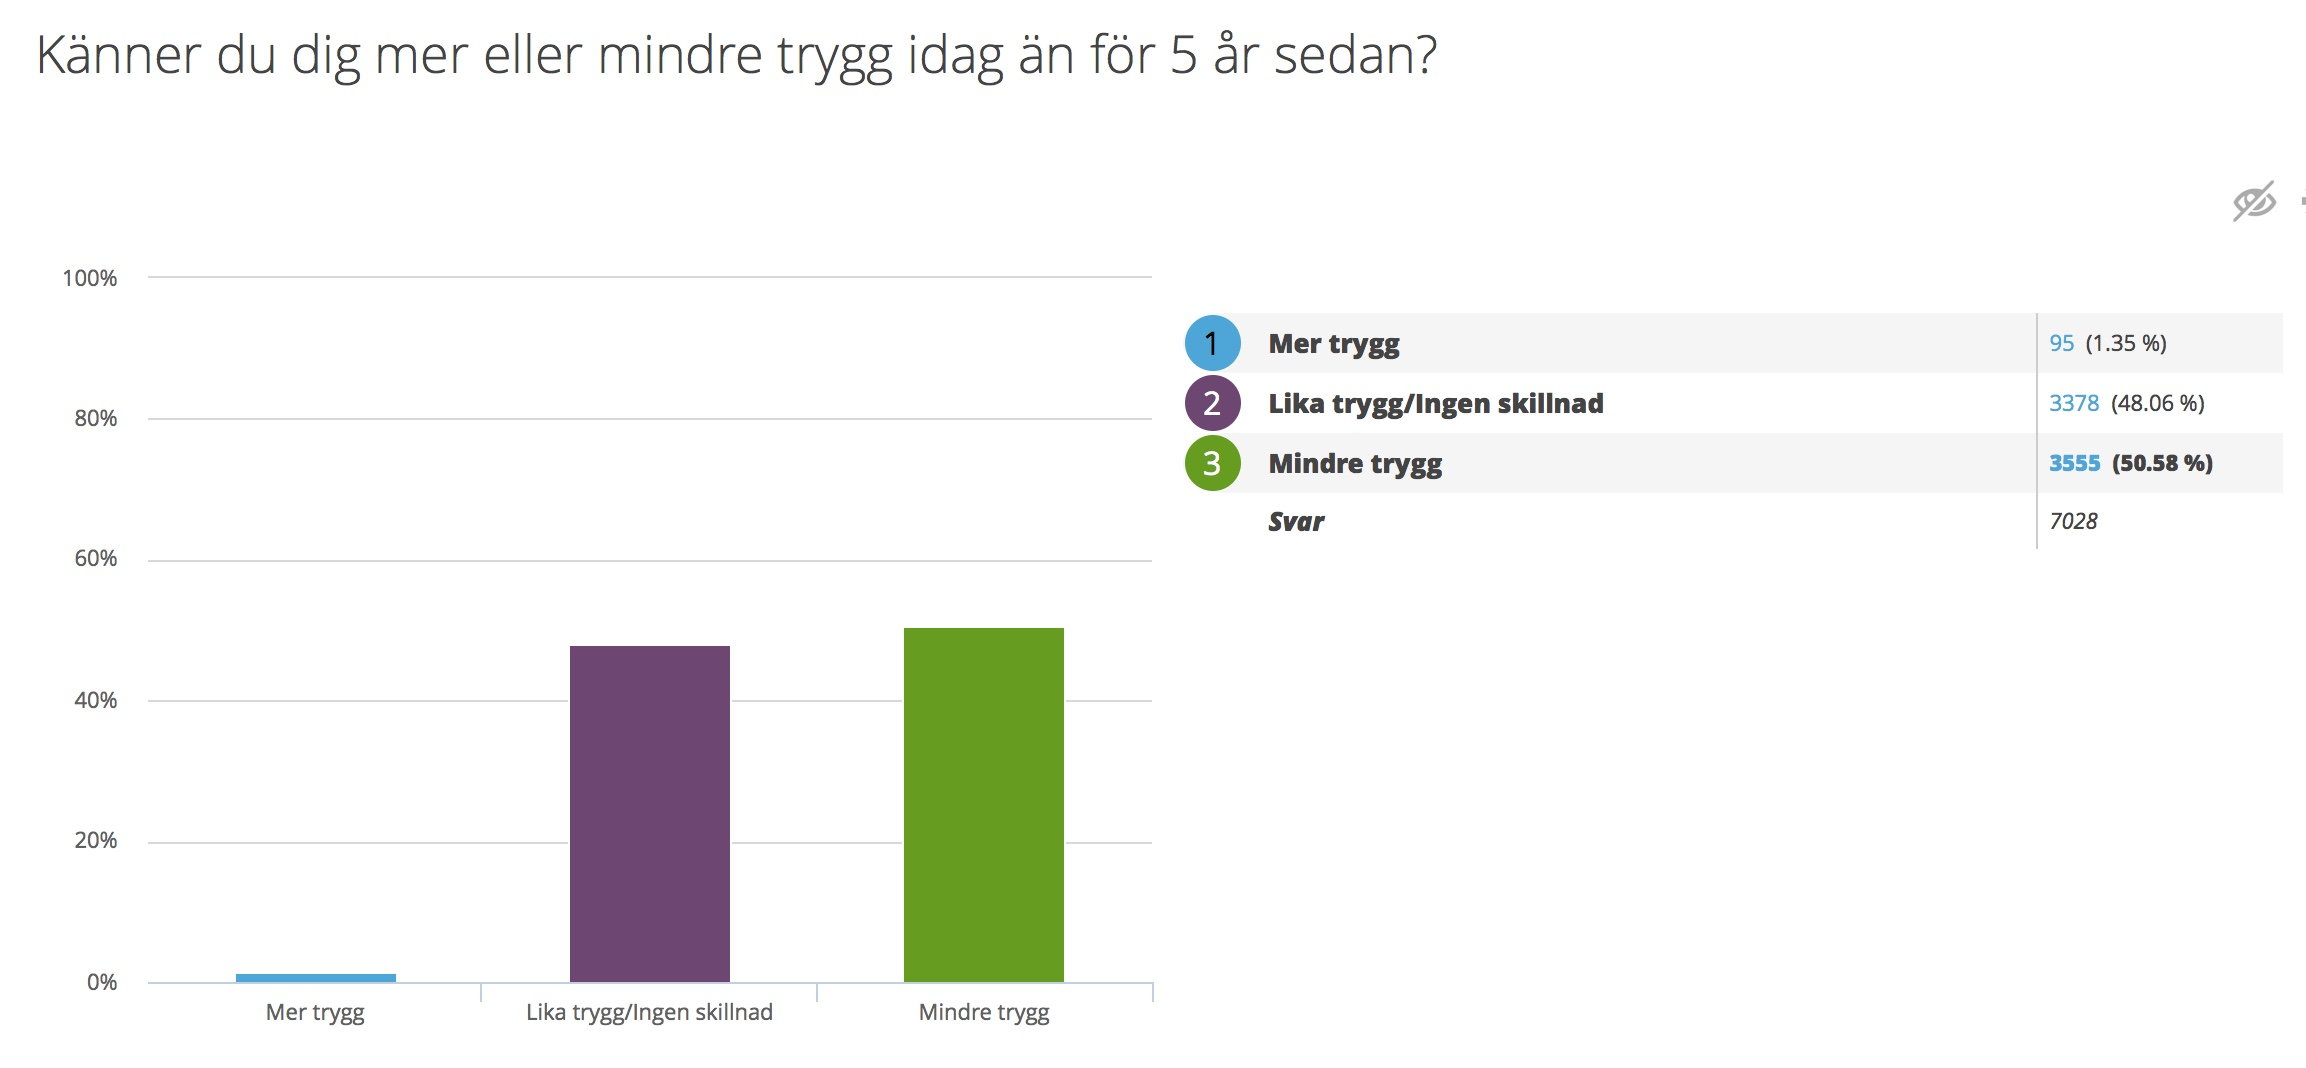 Känner du dig mer eller mindre trygg idag än för 5 år sedan?
100%
80%
60%
40%
20%
0%
Mer trygg
Lika trygg/Ingen skillnad
Mindre trygg
1 Mer trygg 95 (1.35 %)
2 Lika trygg/Ingen skillnad 3378 (48.06 %)
3 Mindre trygg 3555 (50.58 %)
Svar 7028